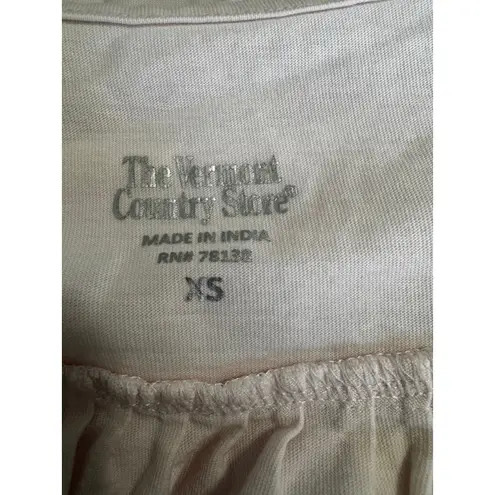 The Vermont
Country Store®
MADE IN INDIA
RN# 78138
XS